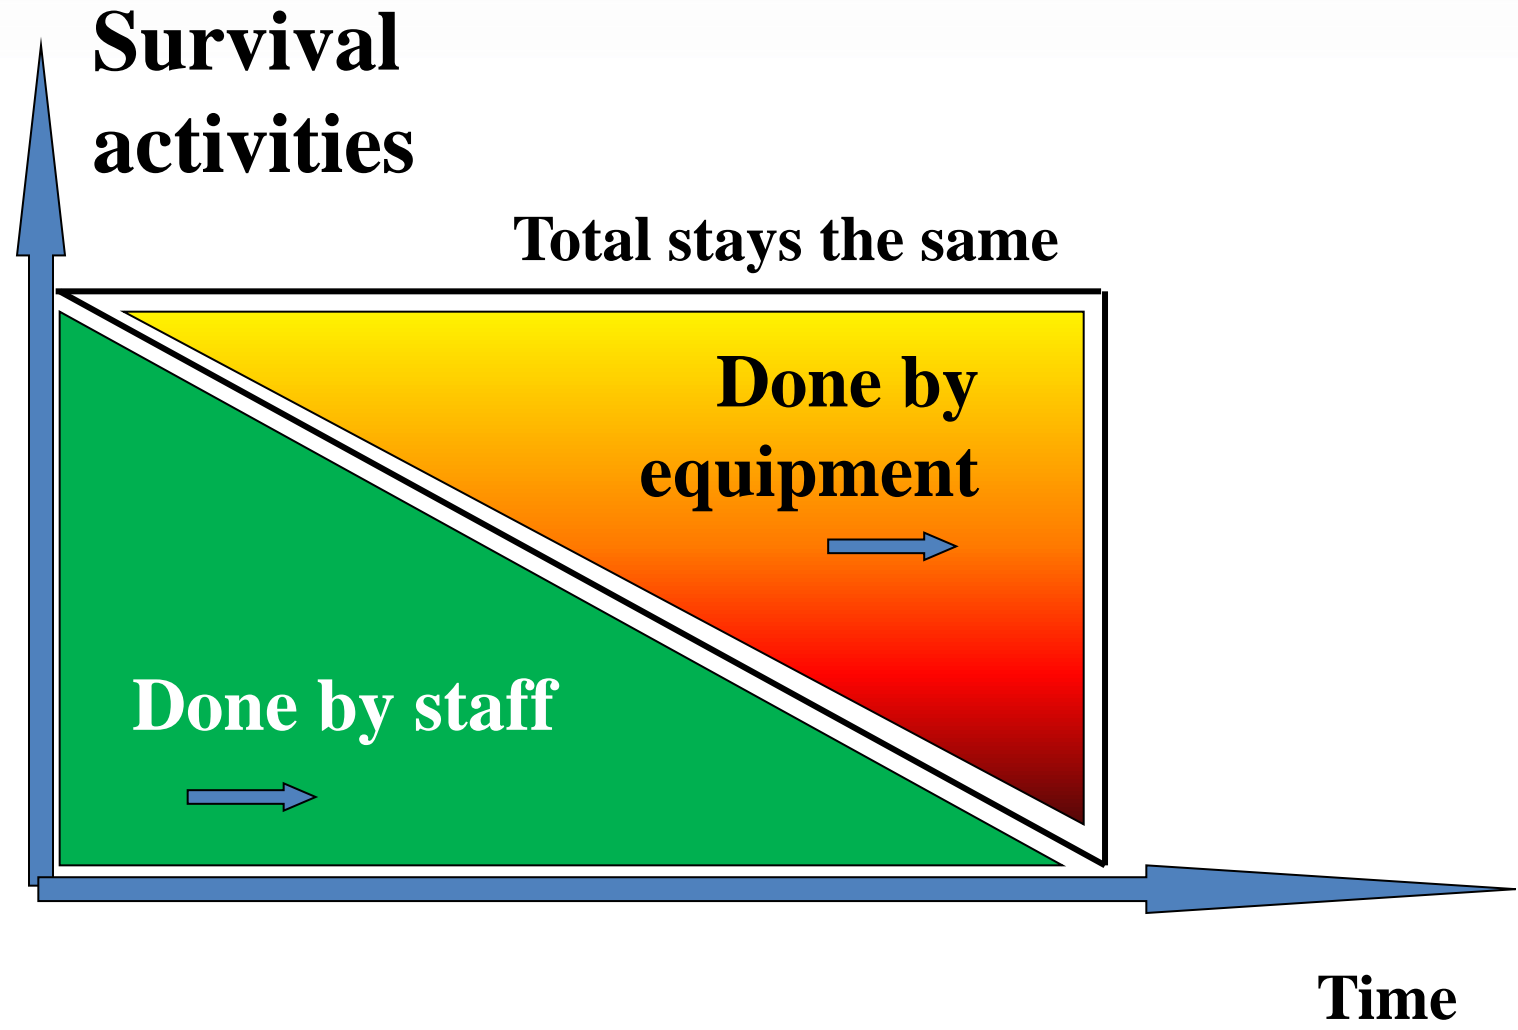 Survival
activities
Total stays the same
Done by
equipment
Done by staff
Time